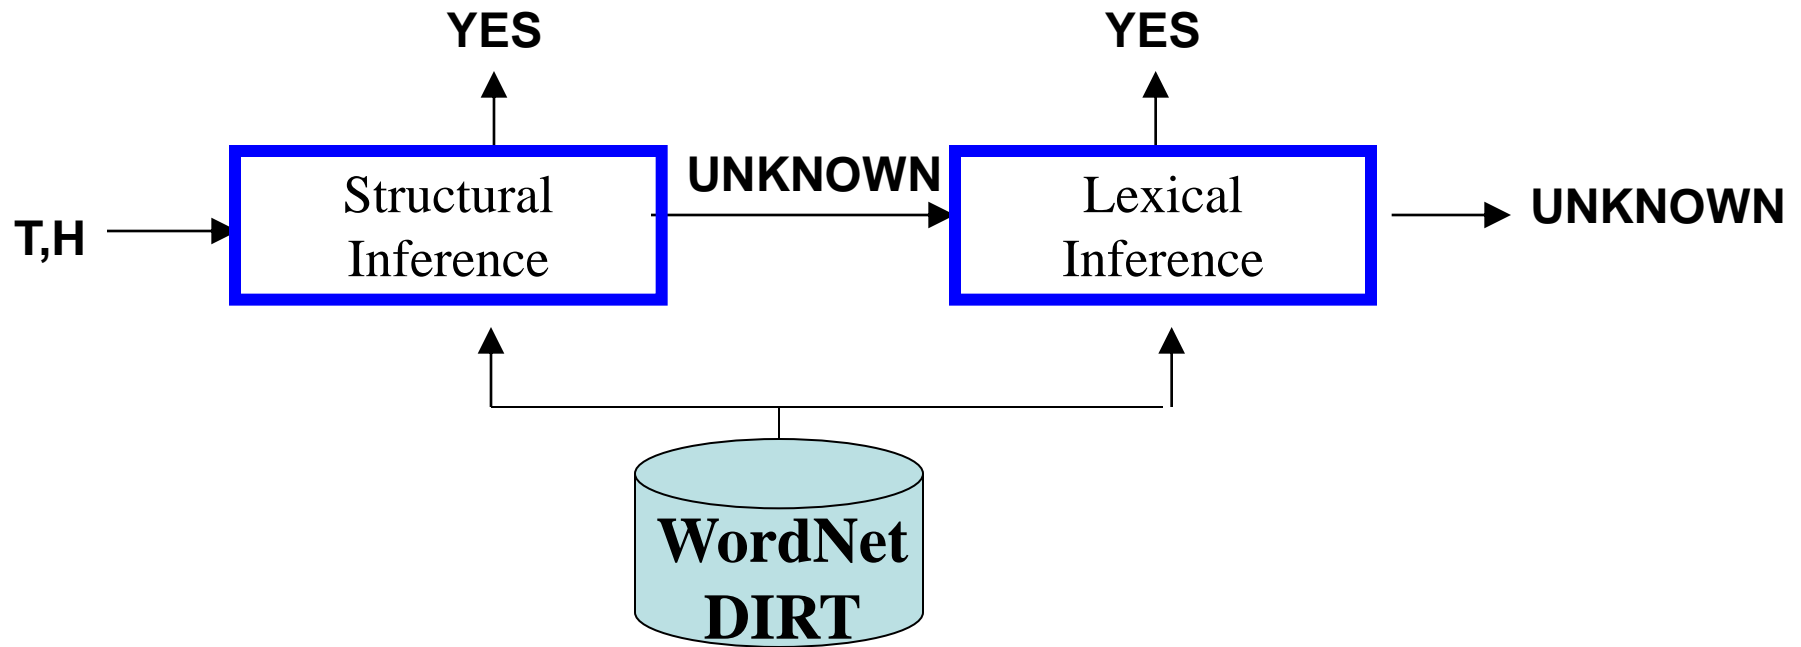 YES
YES
T,H
Structural
Inference
UNKNOWN
Lexical
Inference
UNKNOWN
WordNet
DIRT